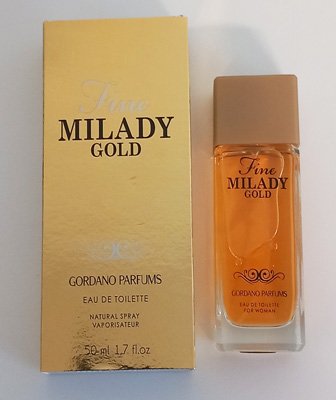 Fine
MILADY
GOLD
GORDANO PARFUMS
EAU DE TOILETTE
NATURAL SPRAY
VAPORISATEUR
50 ml 1,7 fl.oz
Fine
MILADY
GOLD
GORDANO PARFUMS
EAU DE TOILETTE
FOR WOMAN